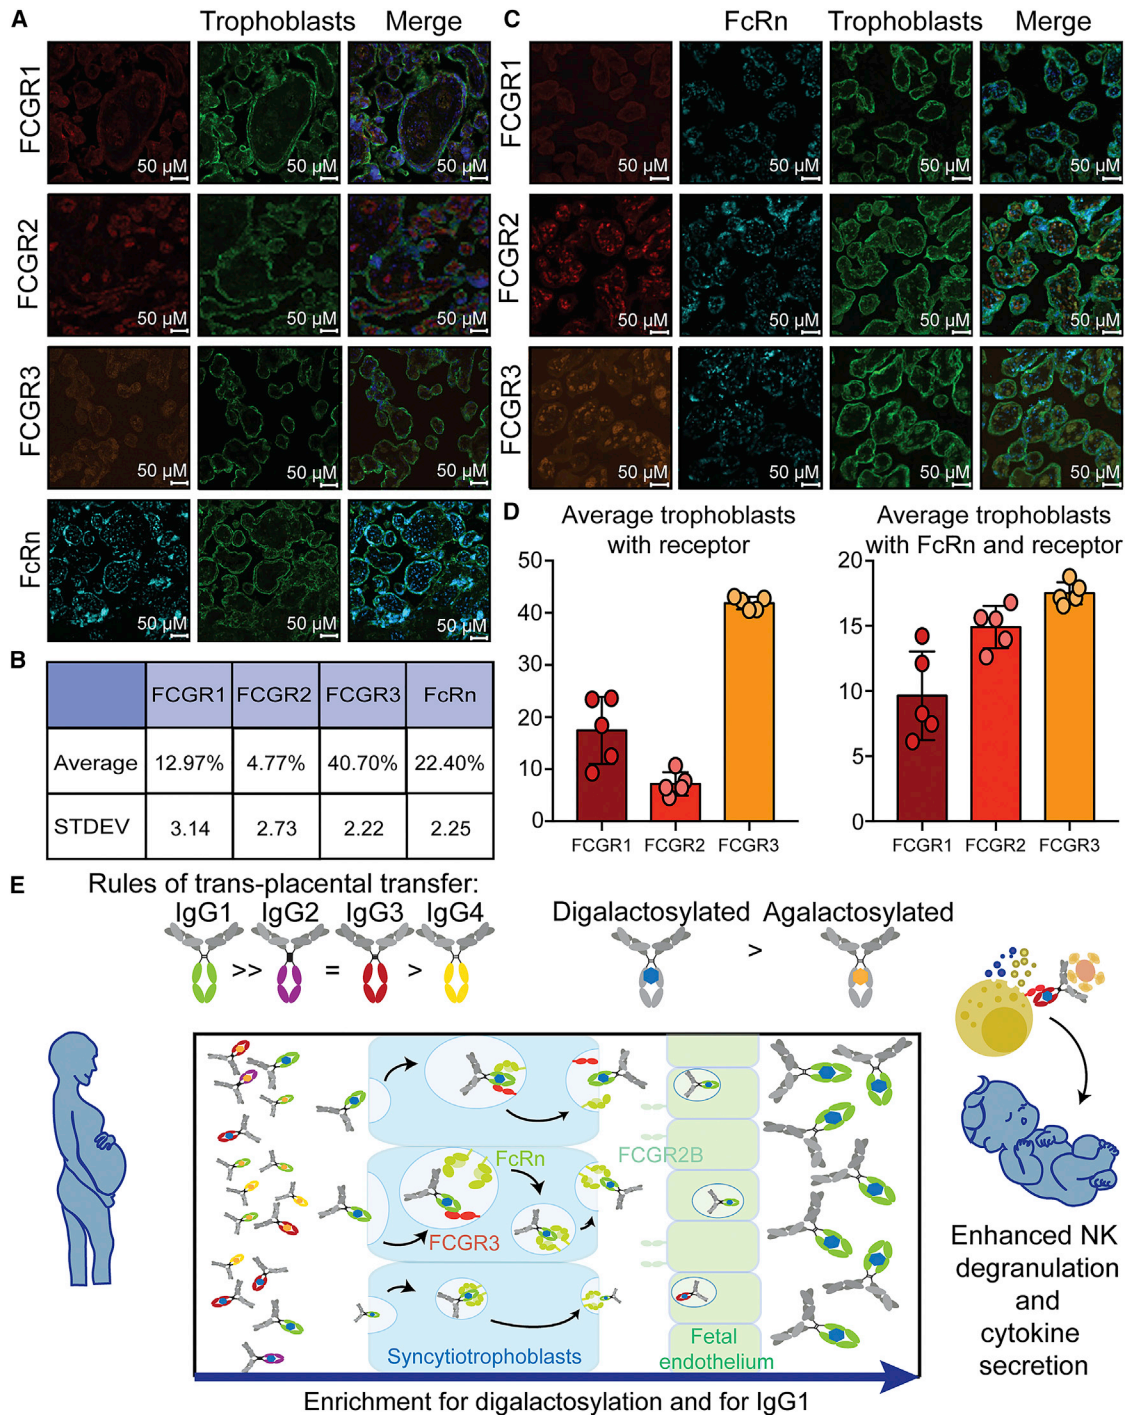 A
Trophoblasts
Merge
FCGR1
50 µM
50 µM
50 µM
FCGR2
50 µM
50 µM
50 µM
FCGR3
50 µM
50 µM
50 µM
FcRn
50 µM
50 µM
50 µM
B
FCGR1 FCGR2 FCGR3 FcRn
Average 12.97% 4.77% 40.70% 22.40%
STDEV 3.14 2.73 2.22 2.25
C
FcRn
Trophoblasts
Merge
FCGR1
50 µM
50 µM
50 µM
50 µM
FCGR2
50 µM
50 µM
50 µM
50 µM
FCGR3
50 µM
50 µM
50 µM
50 µM
D
Average trophoblasts
with receptor
50
40
30
20
10
0
FCGR1 FCGR2 FCGR3
Average trophoblasts
with FcRn and receptor
20
15
10
5
0
FCGR1 FCGR2 FCGR3
E
Rules of trans-placental transfer:
IgG1 IgG2 IgG3 IgG4
>> = >
Digalactosylated Agalactosylated
>
FcRn
FCGR3
FCGR2B
Syncytiotrophoblasts
Fetal
endothelium
Enrichment for digalactosylation and for IgG1
Enhanced NK
degranulation
and
cytokine
secretion